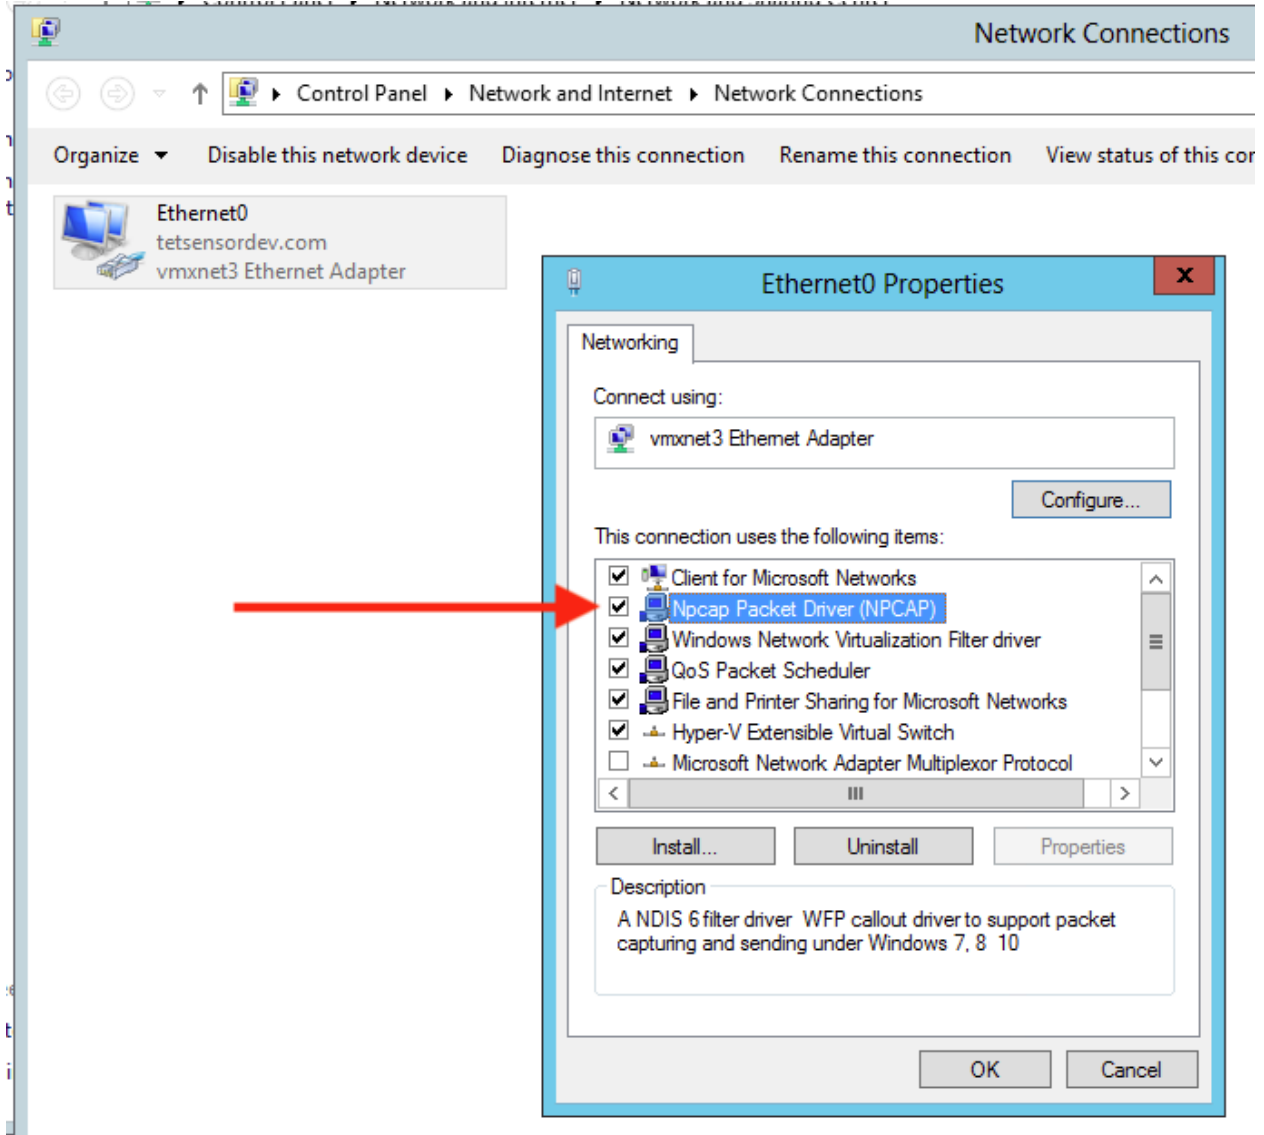 Network Connections
Control Panel Network and Internet Network Connections
Organize Disable this network device Diagnose this connection Rename this connection View status of this cor
Ethernet0
tetsensordev.com
vmxnet3 Ethernet Adapter
Ethernet0 Properties
x
Networking
Connect using:
vmxnet3 Ethernet Adapter
Configure...
This connection uses the following items:
Client for Microsoft Networks
Npcap Packet Driver (NPCAP)
Windows Network Virtualization Filter driver
QoS Packet Scheduler
File and Printer Sharing for Microsoft Networks
Hyper-V Extensible Virtual Switch
Microsoft Network Adapter Multiplexor Protocol
Install... Uninstall Properties
Description
A NDIS 6 filter driver WFP callout driver to support packet
capturing and sending under Windows 7, 8 10
OK Cancel